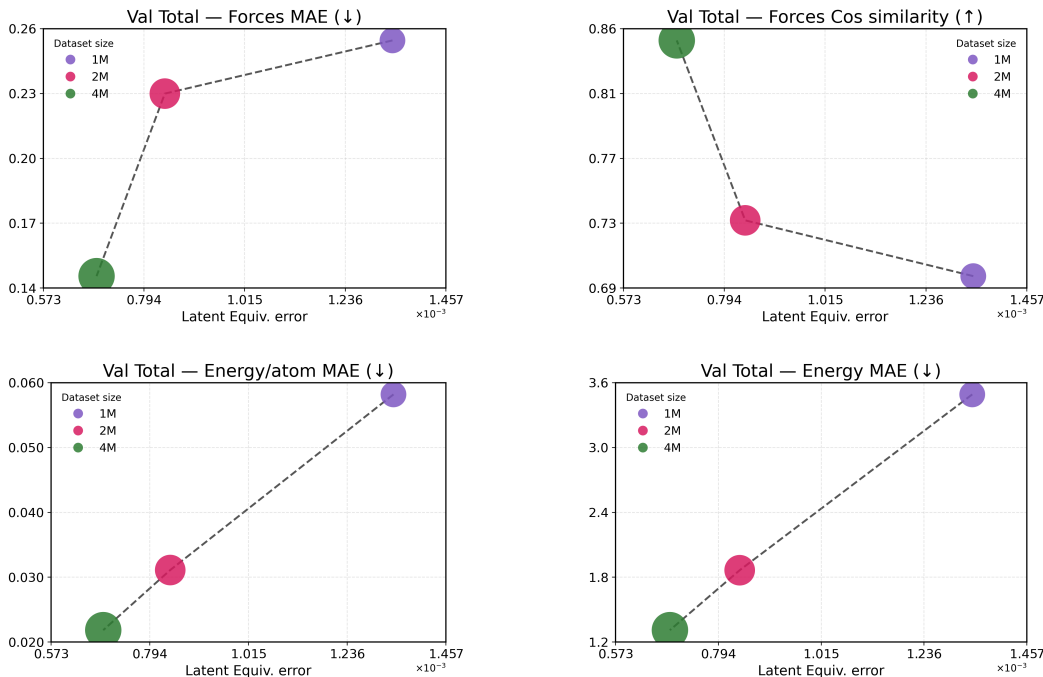 Val Total — Forces MAE (↓)
0.26
0.23
0.20
0.17
0.14
Dataset size
1M
2M
4M
0.573 0.794 1.015 1.236 1.457
Latent Equiv. error
×10⁻³
Val Total — Forces Cos similarity (↑)
0.86
0.81
0.77
0.73
0.69
Dataset size
1M
2M
4M
0.573 0.794 1.015 1.236 1.457
Latent Equiv. error
×10⁻³
Val Total — Energy/atom MAE (↓)
0.060
0.050
0.040
0.030
0.020
Dataset size
1M
2M
4M
0.573 0.794 1.015 1.236 1.457
Latent Equiv. error
×10⁻³
Val Total — Energy MAE (↓)
3.6
3.0
2.4
1.8
1.2
Dataset size
1M
2M
4M
0.573 0.794 1.015 1.236 1.457
Latent Equiv. error
×10⁻³